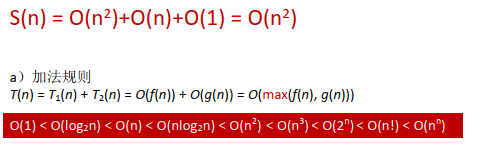 S(n) = O(n²)+O(n)+O(1) = O(n²)
a）加法规则
T(n) = T₁(n) + T₂(n) = O(f(n)) + O(g(n)) = O(max(f(n), g(n)))
O(1) < O(log₂n) < O(n) < O(nlog₂n) < O(n²) < O(n³) < O(2ⁿ) < O(n!) < O(nⁿ)